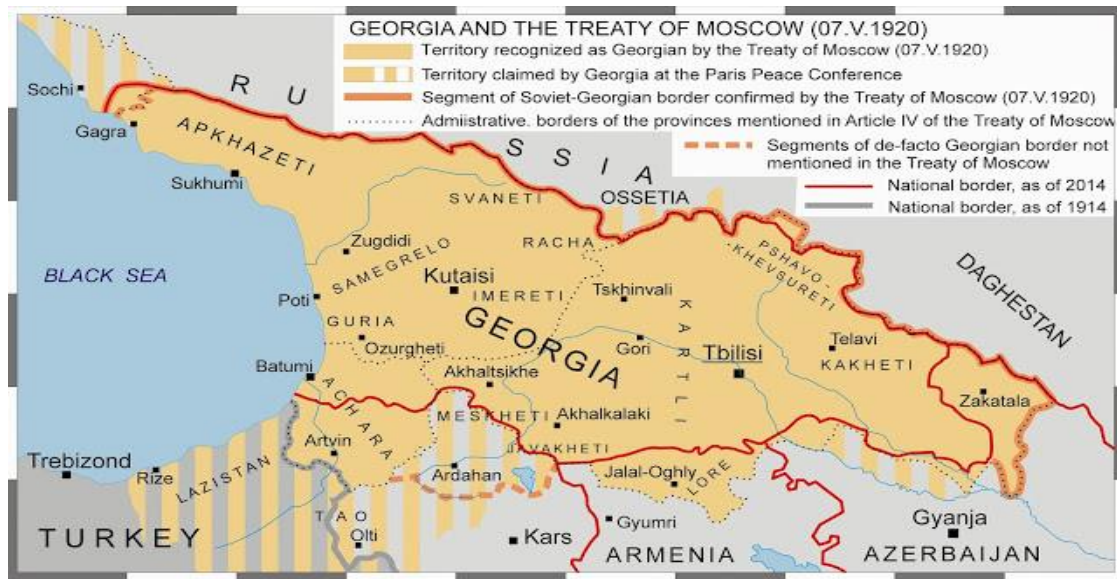 GEORGIA AND THE TREATY OF MOSCOW (07.V.1920)
Territory recognized as Georgian by the Treaty of Moscow (07.V.1920)
Territory claimed by Georgia at the Paris Peace Conference
Segment of Soviet-Georgian border confirmed by the Treaty of Moscow (07.V.1920)
Admiistrative. borders of the provinces mentioned in Article IV of the Treaty of Moscow
Segments of de-facto Georgian border not
mentioned in the Treaty of Moscow
National border, as of 2014
National border, as of 1914
RUSSIA
Sochi
Gagra
APKHAZETI
Sukhumi
SVANETI
OSSETIA
RACHA
PSHAVO-
KHEVSURETI
DAGHESTAN
Zugdidi
SAMEGRELO
Kutaisi
IMERETI
Tskhinvali
BLACK SEA
Poti
GURIA
Ozurgheti
GEORGIA
Gori
KARTLI
Tbilisi
Telavi
KAKHETI
Batumi
ACHARA
Akhaltsikhe
MESKHETI
Akhalkalaki
JAVAKHETI
Zakatala
Artvin
Ardahan
Jalal-Oghly
LORE
Trebizond
Rize
LAZISTAN
TAO
Olti
Kars
Gyumri
Gyanja
TURKEY
ARMENIA
AZERBAIJAN